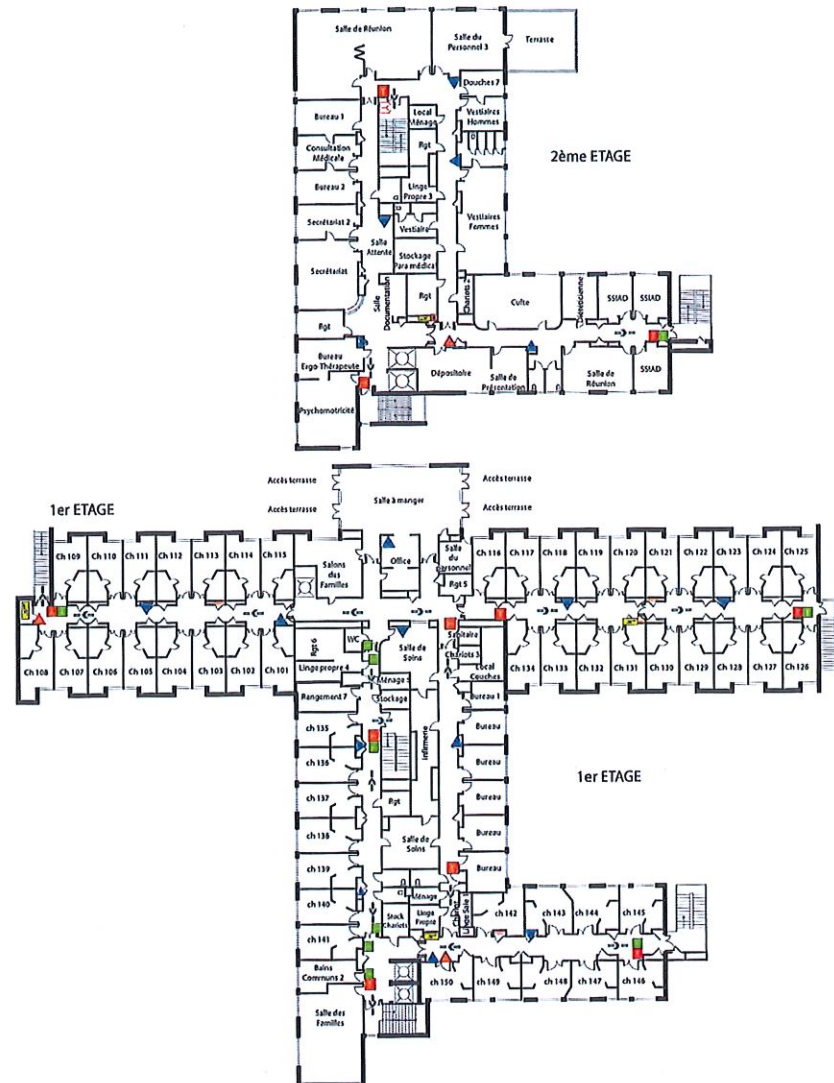 Salle de Réunion
Salle du
Personnel 3
Terrasse
Douches 7
Bureau 1
Local
Ménage
Vestiaires
Hommes
Consultation
Médicale
Rgt
2ème ETAGE
Bureau 2
Linge
Propre 3
Secrétariat 2
Vestiaire
Vestiaires
Femmes
Salle
Attente
Stockage
Para médical
Secrétariat
Salle
Documentation
Rgt
Chariots 2
Culte
SSIAD
SSIAD
Rgt
Bureau
Ergo-Thérapeute
Dépositoire
Salle de
Présentation
Salle de
Réunion
SSIAD
Psychomotricité
1er ETAGE
Accès terrasse
Accès terrasse
Salle à manger
Accès terrasse
Accès terrasse
Ch 109
Ch 110
Ch 111
Ch 112
Ch 113
Ch 114
Ch 115
Salons
des
Familles
Office
Salle
du
personnel
Rgt 5
Ch 116
Ch 117
Ch 118
Ch 119
Ch 120
Ch 121
Ch 122
Ch 123
Ch 124
Ch 125
Ch 108
Ch 107
Ch 106
Ch 105
Ch 104
Ch 103
Ch 102
Ch 101
Rgt 6
WC
Salle de
Soins
Sanitaire
Chariots 3
Local
Couches
Ch 134
Ch 133
Ch 132
Ch 131
Ch 130
Ch 129
Ch 128
Ch 127
Ch 126
Linge propre 4
Rangement 7
Stockage
Bureau 1
ch 135
Infirmerie
Bureau
ch 136
Bureau
1er ETAGE
ch 137
Rgt
Bureau
ch 138
Salle de
Soins
Bureau
ch 139
Bureau
ch 140
Ménage
Stock
Chariots
Linge
Propre
Chariot
Linge Sale
ch 142
ch 143
ch 144
ch 145
ch 141
Bains
Communs 2
ch 150
ch 149
ch 148
ch 147
ch 146
Salle des
Familles